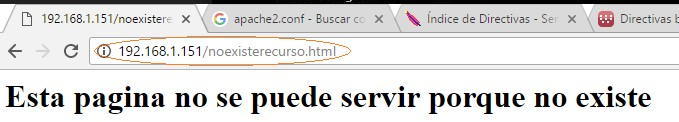 192.168.1.151/noexistere
apache2.conf - Buscar co
Índice de Directivas - Ser
Directivas b
192.168.1.151/noexisterecurso.html
Esta pagina no se puede servir porque no existe